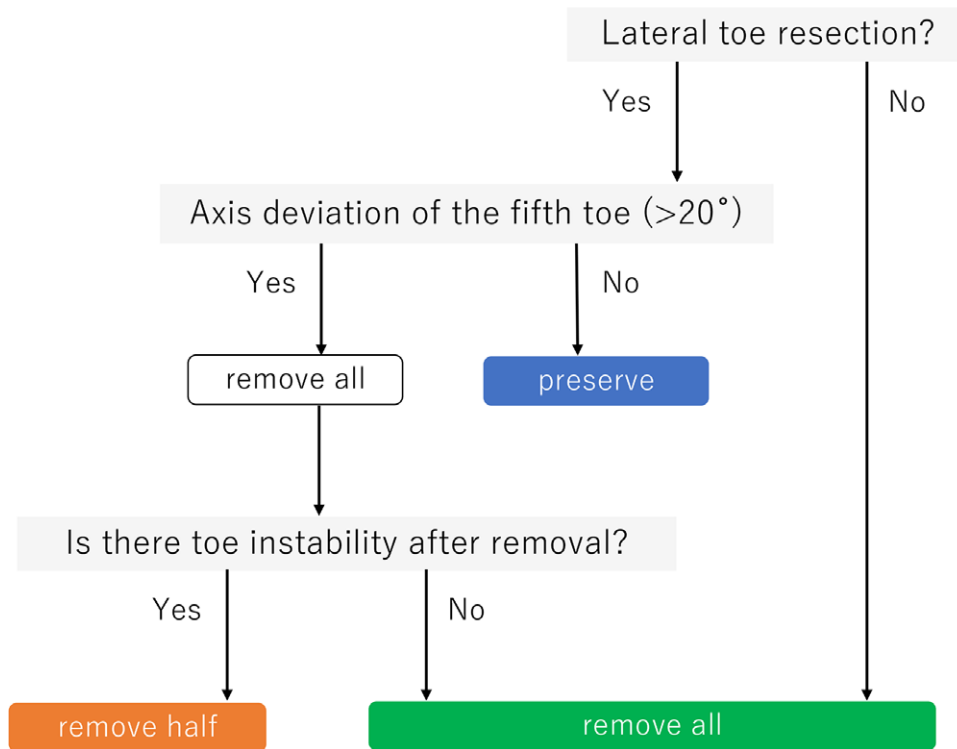 Lateral toe resection?
Yes
No
Axis deviation of the fifth toe (>20°)
Yes
No
remove all
preserve
Is there toe instability after removal?
Yes
No
remove half
remove all